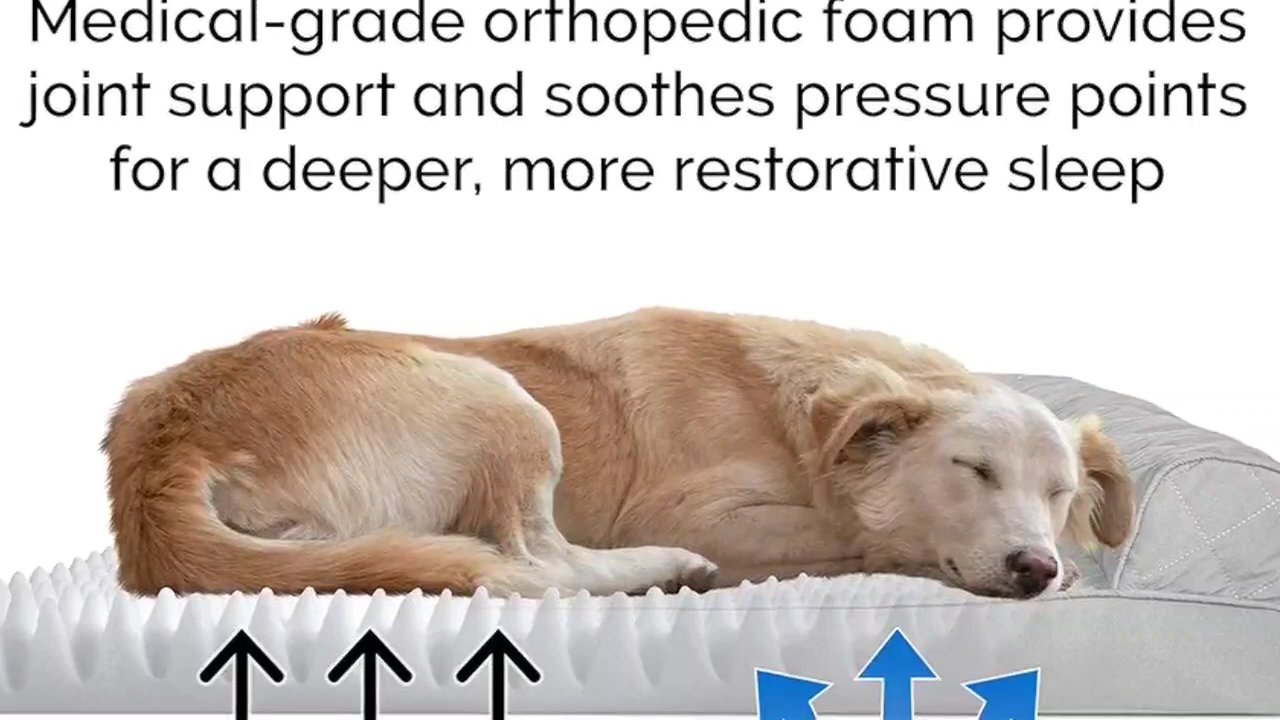 Medical-grade orthopedic foam provides
joint support and soothes pressure points
for a deeper, more restorative sleep